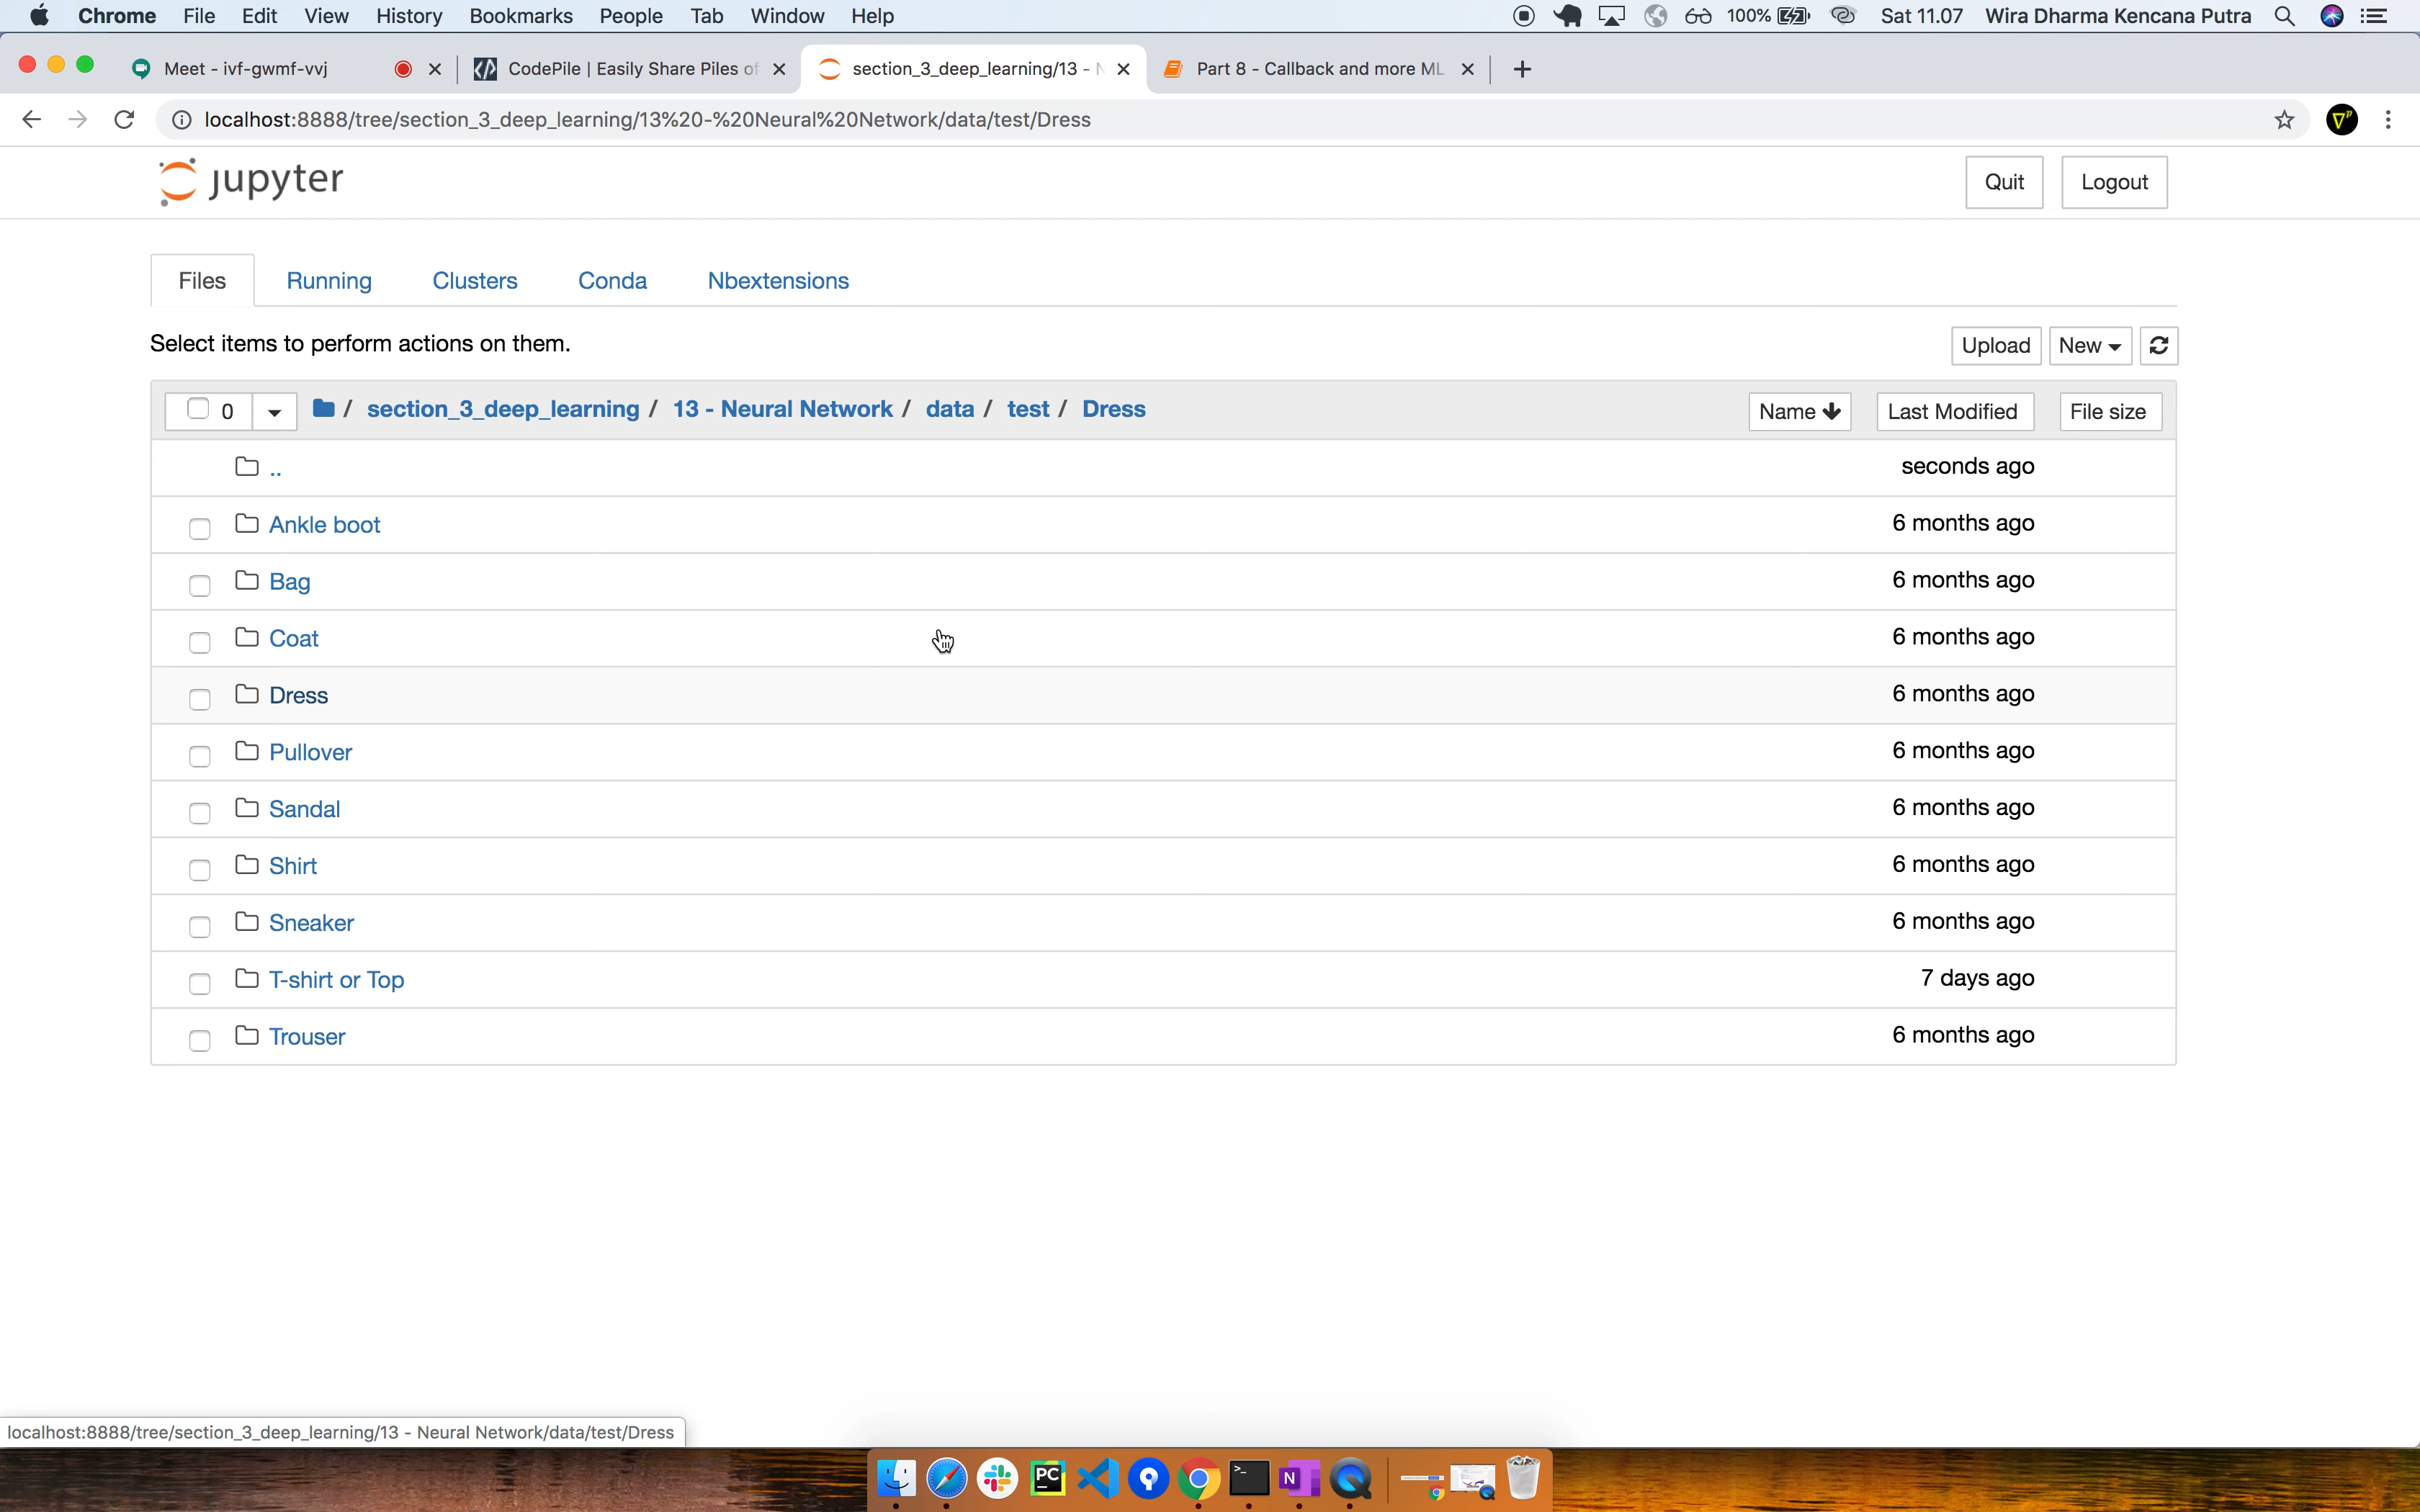 Chrome File Edit View History Bookmarks People Tab Window Help 100% Sat 11.07 Wira Dharma Kencana Putra
Meet - ivf-gwmf-vvj CodePile | Easily Share Piles of section_3_deep_learning/13 - Part 8 - Callback and more ML
localhost:8888/tree/section_3_deep_learning/13%20-%20Neural%20Network/data/test/Dress
jupyter Quit Logout
Files Running Clusters Conda Nbextensions
Select items to perform actions on them. Upload New
0 / section_3_deep_learning / 13 - Neural Network / data / test / Dress Name Last Modified File size
.. seconds ago
Ankle boot 6 months ago
Bag 6 months ago
Coat 6 months ago
Dress 6 months ago
Pullover 6 months ago
Sandal 6 months ago
Shirt 6 months ago
Sneaker 6 months ago
T-shirt or Top 7 days ago
Trouser 6 months ago
localhost:8888/tree/section_3_deep_learning/13 - Neural Network/data/test/Dress
PC
N